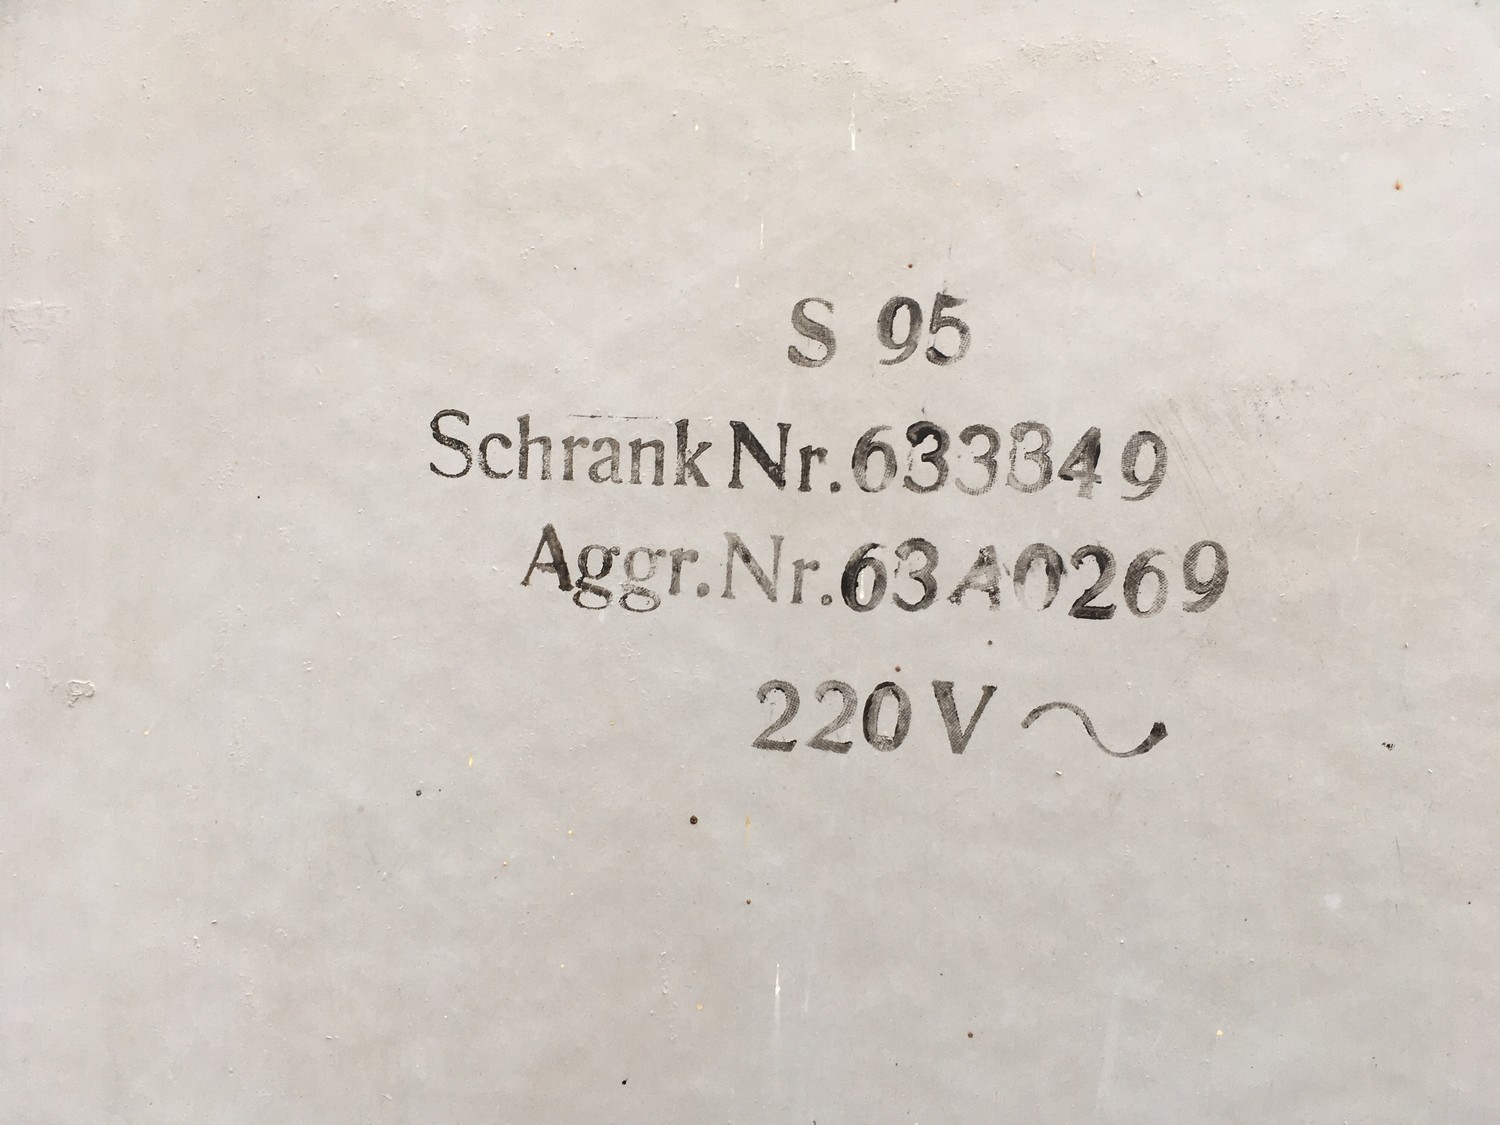 S 95
Schrank Nr. 633349
Aggr. Nr. 63A0269
220 V ~